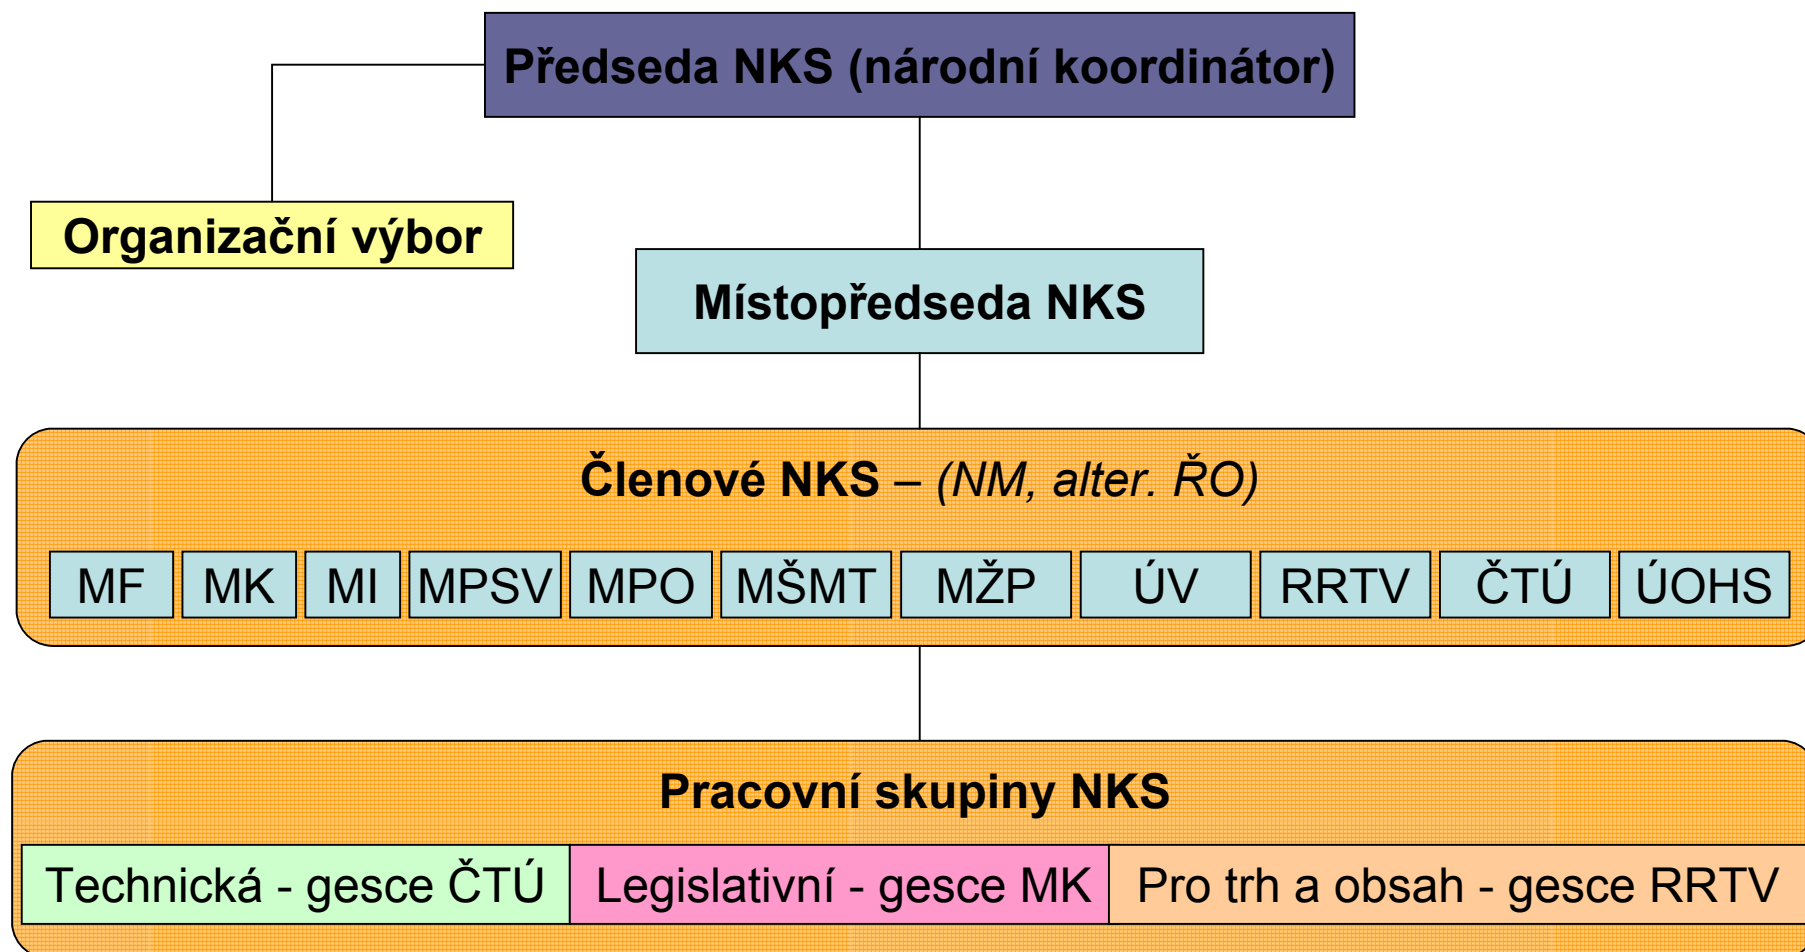 Předseda NKS (národní koordinátor)
Organizační výbor
Místopředseda NKS
Členové NKS – (NM, alter. ŘO)
MF MK MI MPSV MPO MŠMT MŽP ÚV RRTV ČTÚ ÚOHS
Pracovní skupiny NKS
Technická - gesce ČTÚ Legislativní - gesce MK Pro trh a obsah - gesce RRTV